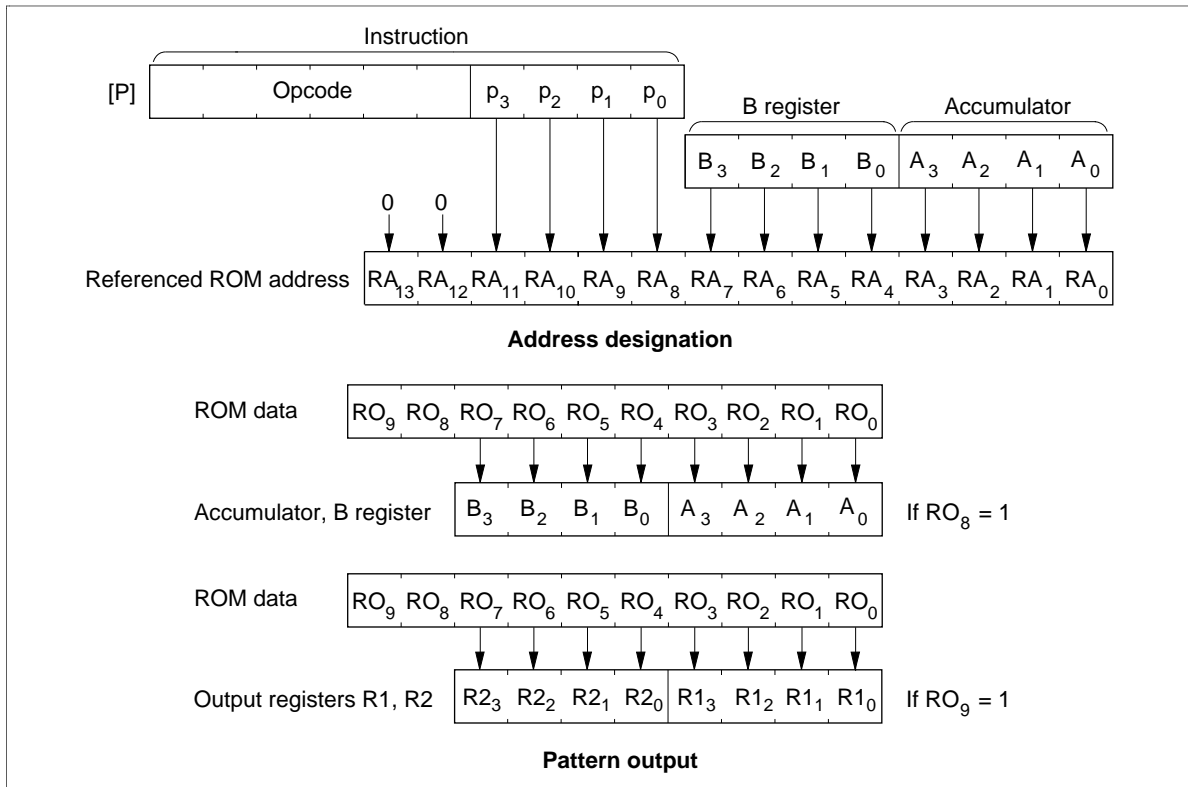 Instruction
[P] Opcode p3 p2 p1 p0
B register Accumulator
B3 B2 B1 B0 A3 A2 A1 A0
0 0
Referenced ROM address RA13 RA12 RA11 RA10 RA9 RA8 RA7 RA6 RA5 RA4 RA3 RA2 RA1 RA0
Address designation
ROM data RO9 RO8 RO7 RO6 RO5 RO4 RO3 RO2 RO1 RO0
Accumulator, B register B3 B2 B1 B0 A3 A2 A1 A0 If RO8 = 1
ROM data RO9 RO8 RO7 RO6 RO5 RO4 RO3 RO2 RO1 RO0
Output registers R1, R2 R23 R22 R21 R20 R13 R12 R11 R10 If RO9 = 1
Pattern output